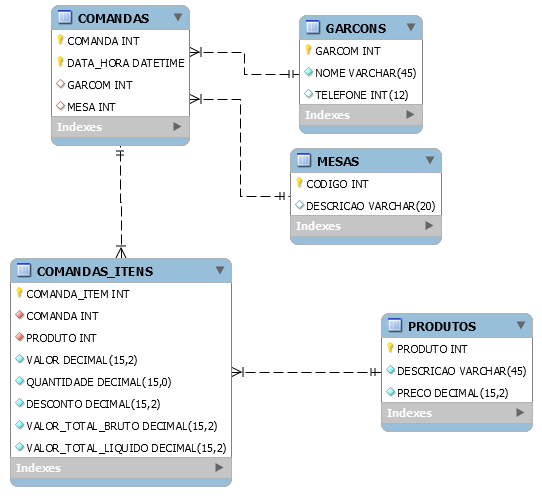 COMANDAS
COMANDA INT
DATA_HORA DATETIME
GARCOM INT
MESA INT
Indexes
GARCONS
GARCOM INT
NOME VARCHAR(45)
TELEFONE INT(12)
Indexes
MESAS
CODIGO INT
DESCRICAO VARCHAR(20)
Indexes
COMANDAS_ITENS
COMANDA_ITEM INT
COMANDA INT
PRODUTO INT
VALOR DECIMAL(15,2)
QUANTIDADE DECIMAL(15,0)
DESCONTO DECIMAL(15,2)
VALOR_TOTAL_BRUTO DECIMAL(15,2)
VALOR_TOTAL_LIQUIDO DECIMAL(15,2)
Indexes
PRODUTOS
PRODUTO INT
DESCRICAO VARCHAR(45)
PRECO DECIMAL(15,2)
Indexes